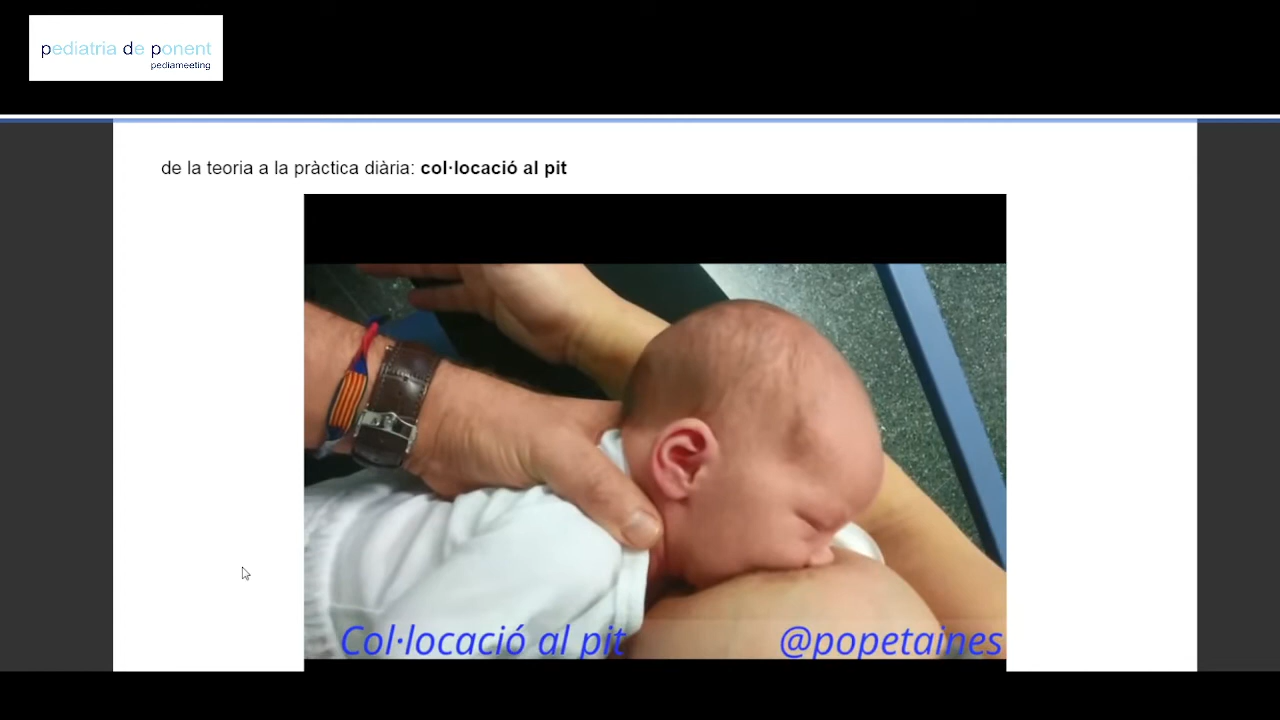 pediatria de ponent
pediameeting
de la teoria a la pràctica diària: col·locació al pit
Col·locació al pit
@popetaines